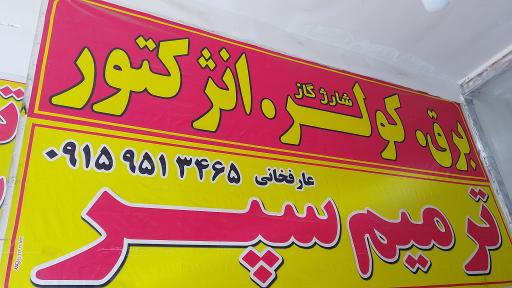 برق. کولر. انژکتور
شارژ گاز
عارفخانی ۰۹۱۵ ۹۵۱ ۳۴۶۵
ترمیم سپر